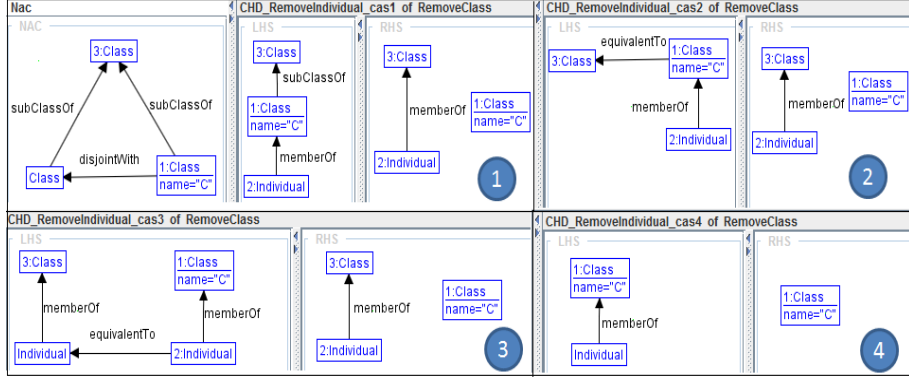 Nac
CHD_RemoveIndividual_cas1 of RemoveClass
CHD_RemoveIndividual_cas2 of RemoveClass
NAC
3:Class
subClassOf
subClassOf
disjointWith
Class
1:Class
name="C"
LHS
3:Class
subClassOf
1:Class
name="C"
memberOf
2:Individual
RHS
3:Class
memberOf
1:Class
name="C"
2:Individual
1
LHS
equivalentTo
3:Class
1:Class
name="C"
memberOf
2:Individual
RHS
3:Class
memberOf
1:Class
name="C"
2:Individual
2
CHD_RemoveIndividual_cas3 of RemoveClass
CHD_RemoveIndividual_cas4 of RemoveClass
LHS
3:Class
1:Class
name="C"
memberOf
memberOf
equivalentTo
Individual
2:Individual
RHS
3:Class
memberOf
1:Class
name="C"
2:Individual
3
LHS
1:Class
name="C"
memberOf
Individual
RHS
1:Class
name="C"
4